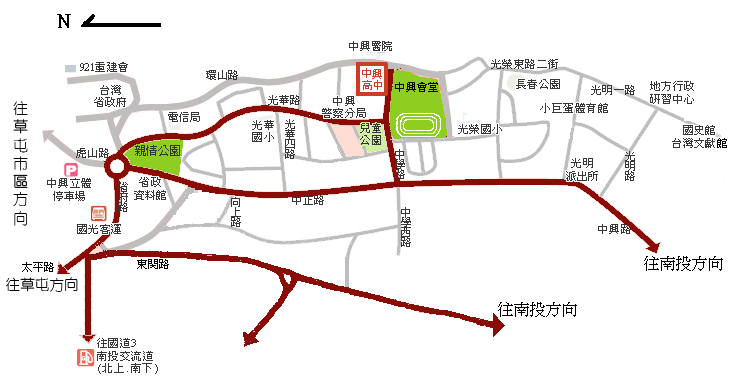 N
中興醫院
921重建會
環山路
中興
高中
光榮東路二街
台灣
省政府
中興會堂
長春公園
光明一路
地方行政
研習中心
往草屯市區方向
電信局
光華路
中興
警察分局
小巨蛋體育館
光華
國小
光華四路
兒童
公園
光榮國小
國史館
台灣文獻館
虎山路
親情公園
中學路
光明
派出所
光明路
中興立體
停車場
省府路
省政
資料館
向上路
中正路
中學西路
國光客運
中興路
太平路
往草屯方向
東閔路
往南投方向
往南投方向
往國道3
南投交流道
(北上.南下)